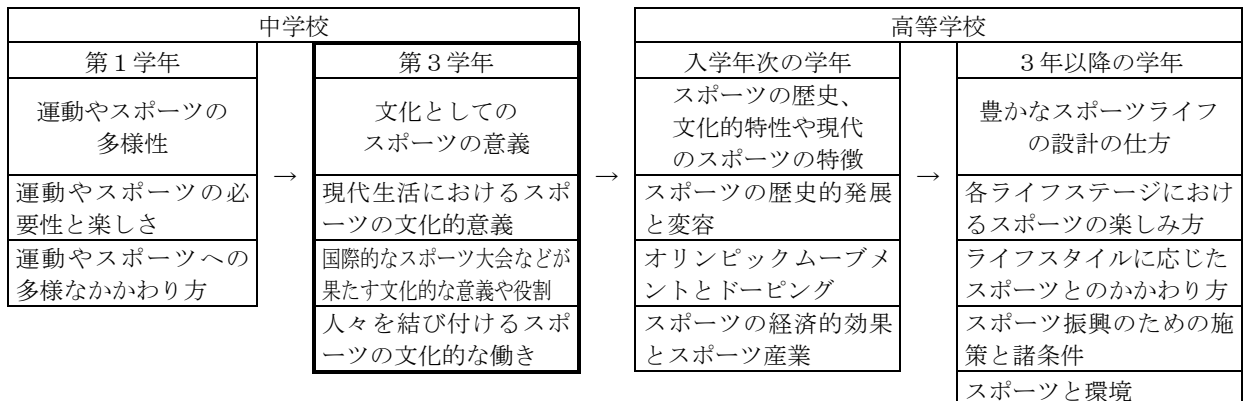 中学校
第１学年
運動やスポーツの
多様性
運動やスポーツの必
要性と楽しさ
運動やスポーツへの
多様なかかわり方
→
第３学年
文化としての
スポーツの意義
現代生活におけるスポ
ーツの文化的意義
国際的なスポーツ大会などが
果たす文化的な意義や役割
人々を結び付けるスポ
ーツの文化的な働き
→
高等学校
入学年次の学年
スポーツの歴史、
文化的特性や現代
のスポーツの特徴
スポーツの歴史的発展
と変容
オリンピックムーブメ
ントとドーピング
スポーツの経済的効果
とスポーツ産業
→
３年以降の学年
豊かなスポーツライフ
の設計の仕方
各ライフステージにおけ
るスポーツの楽しみ方
ライフスタイルに応じた
スポーツとのかかわり方
スポーツ振興のための施
策と諸条件
スポーツと環境